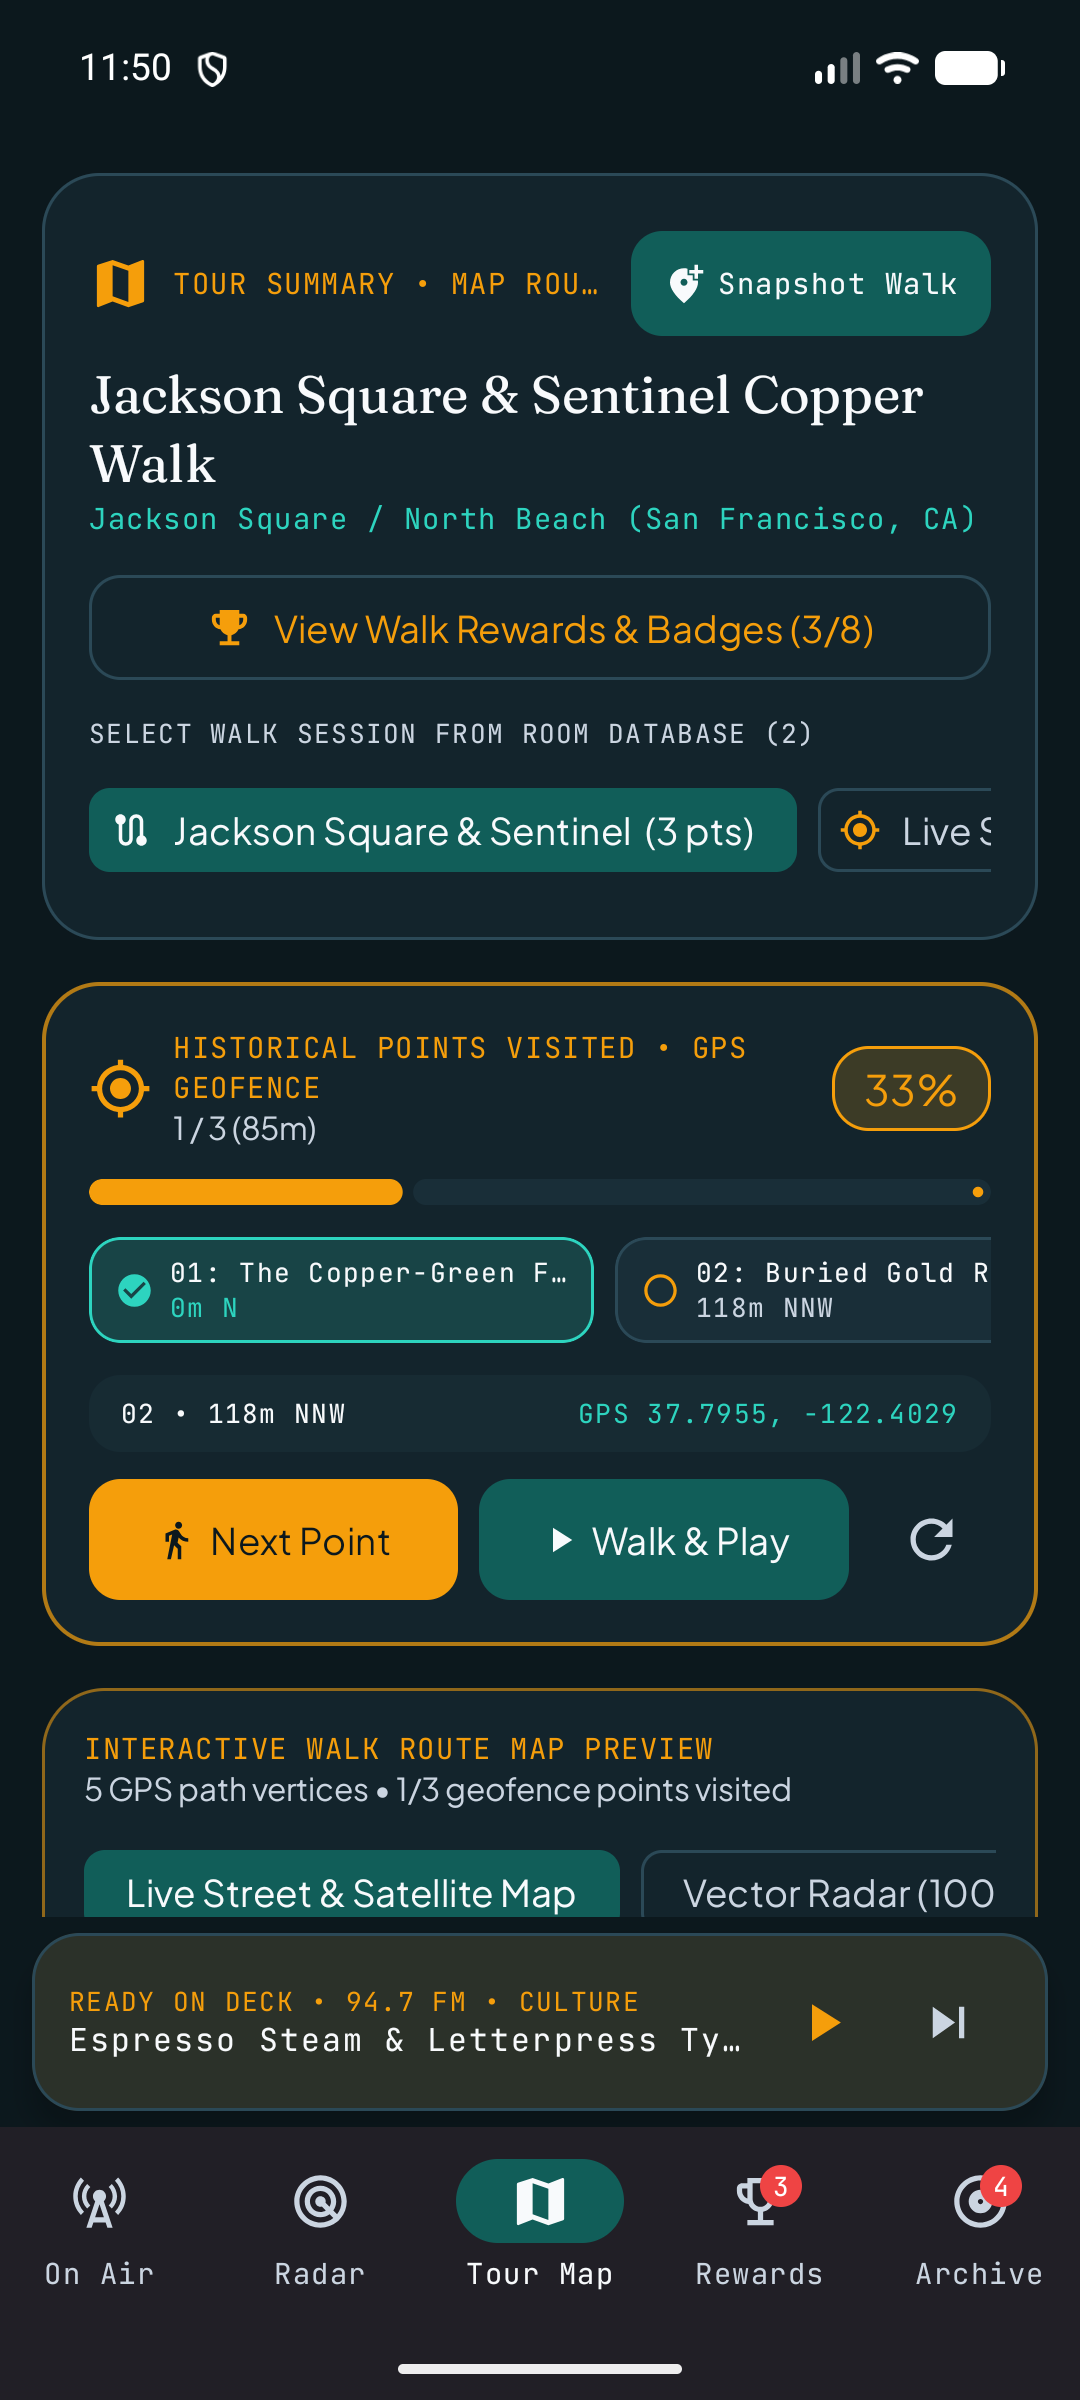 11:50
TOUR SUMMARY • MAP ROU…
Snapshot Walk
Jackson Square & Sentinel Copper
Walk
Jackson Square / North Beach (San Francisco, CA)
View Walk Rewards & Badges (3/8)
SELECT WALK SESSION FROM ROOM DATABASE (2)
Jackson Square & Sentinel (3 pts)
Live S
HISTORICAL POINTS VISITED • GPS
GEOFENCE
1 / 3 (85m)
33%
01: The Copper-Green F…
0m N
02: Buried Gold R
118m NNW
02 • 118m NNW
GPS 37.7955, -122.4029
Next Point
Walk & Play
INTERACTIVE WALK ROUTE MAP PREVIEW
5 GPS path vertices • 1/3 geofence points visited
Live Street & Satellite Map
Vector Radar (100
READY ON DECK • 94.7 FM • CULTURE
Espresso Steam & Letterpress Ty…
3
4
On Air
Radar
Tour Map
Rewards
Archive